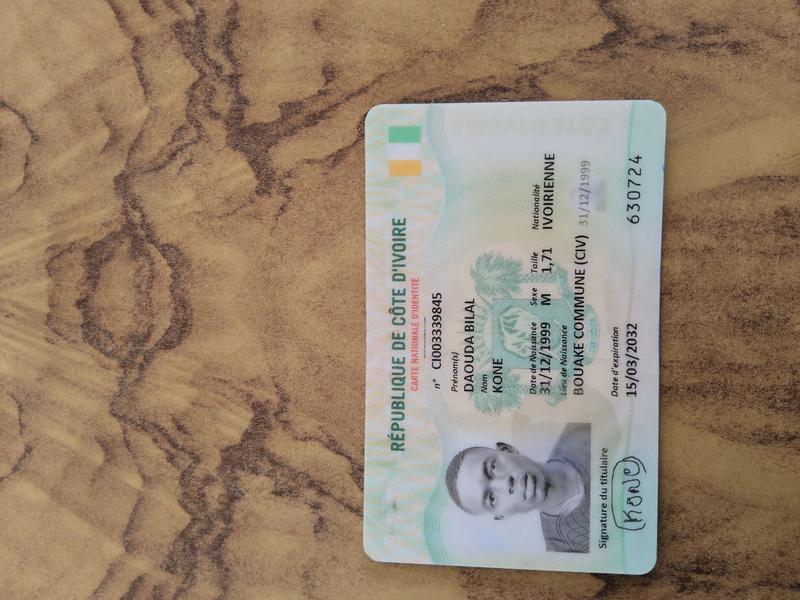 RÉPUBLIQUE DE CÔTE D'IVOIRE
CARTE NATIONALE D'IDENTITÉ
n° CI003339845
Prénom(s)
DAOUDA BILAL
Nom
KONE
Date de Naissance Sexe Taille Nationalité
31/12/1999 M 1,71 IVOIRIENNE
Lieu de Naissance
BOUAKE COMMUNE (CIV) 31/12/1999
Signature du titulaire
KONE
Date d'expiration
15/03/2032
630724